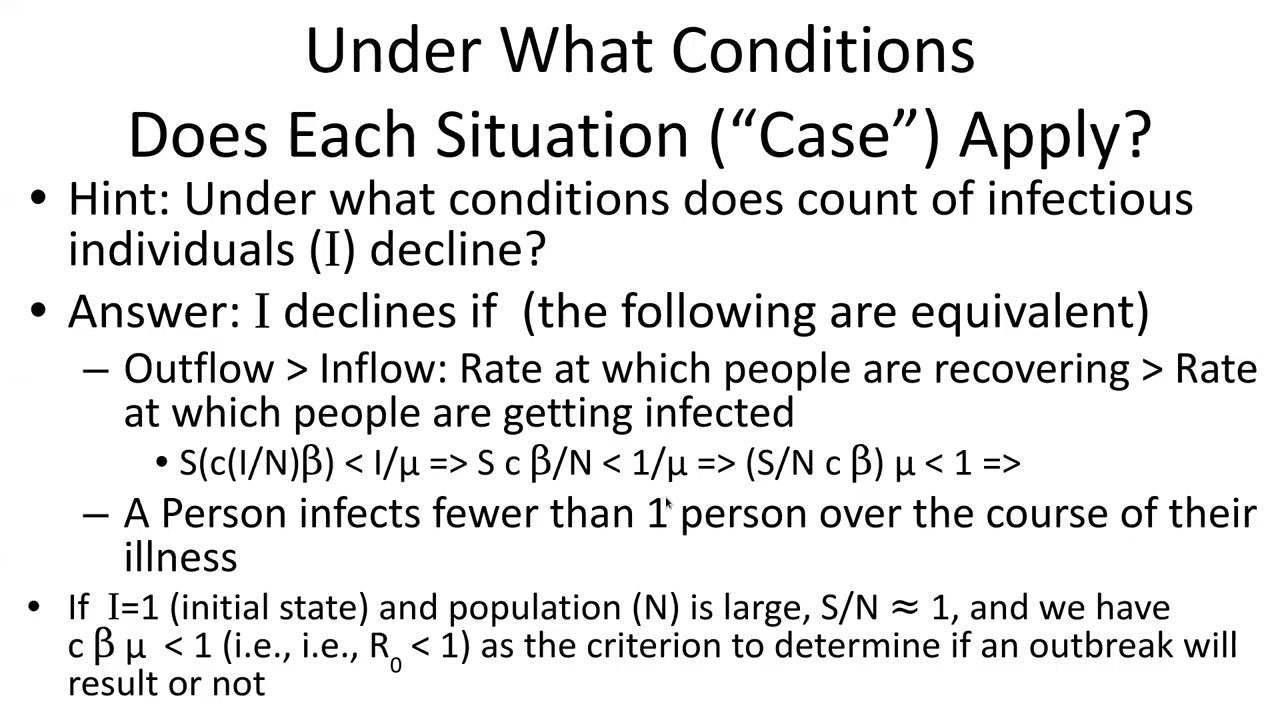 Under What Conditions
Does Each Situation (“Case”) Apply?
• Hint: Under what conditions does count of infectious
individuals (I) decline?
• Answer: I declines if (the following are equivalent)
– Outflow > Inflow: Rate at which people are recovering > Rate
at which people are getting infected
• S(c(I/N)β) < I/μ => S c β/N < 1/μ => (S/N c β) μ < 1 =>
– A Person infects fewer than 1 person over the course of their
illness
• If I=1 (initial state) and population (N) is large, S/N ≈ 1, and we have
c β μ < 1 (i.e., i.e., R₀ < 1) as the criterion to determine if an outbreak will
result or not